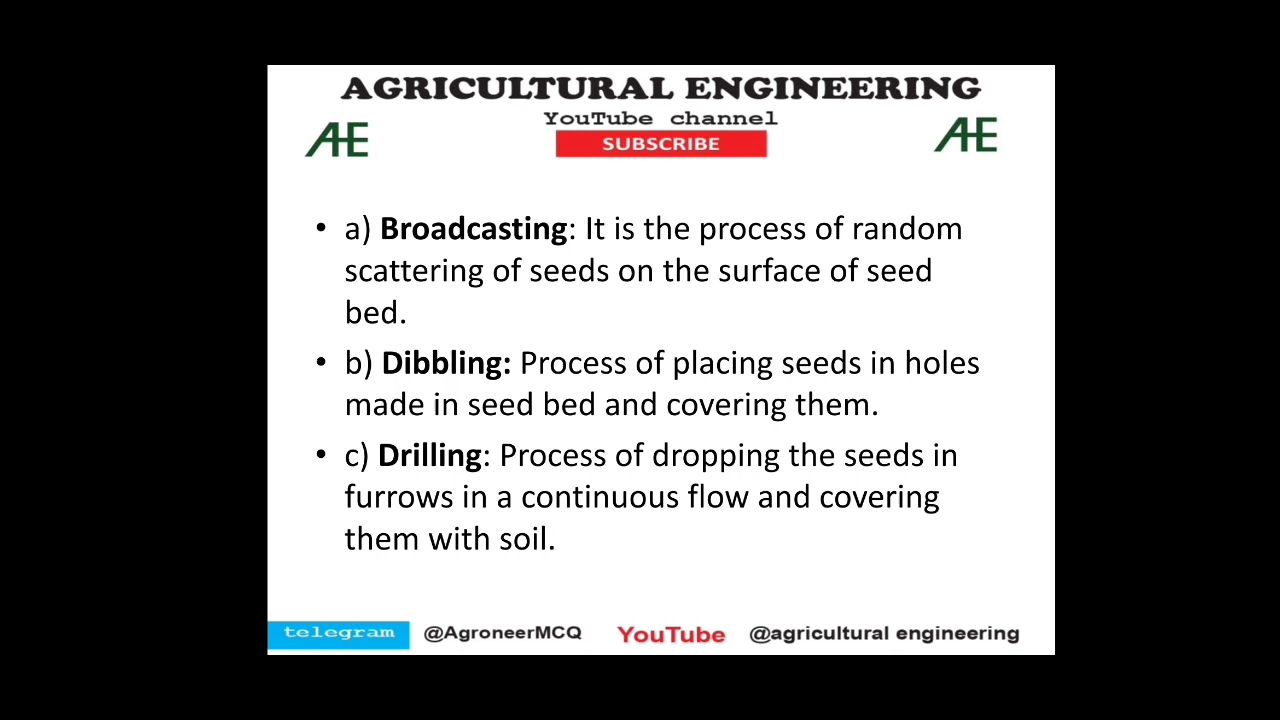 AGRICULTURAL ENGINEERING
YouTube channel
AE
AE
SUBSCRIBE
• a) Broadcasting: It is the process of random
scattering of seeds on the surface of seed
bed.
• b) Dibbling: Process of placing seeds in holes
made in seed bed and covering them.
• c) Drilling: Process of dropping the seeds in
furrows in a continuous flow and covering
them with soil.
telegram @AgroneerMCQ YouTube @agricultural engineering